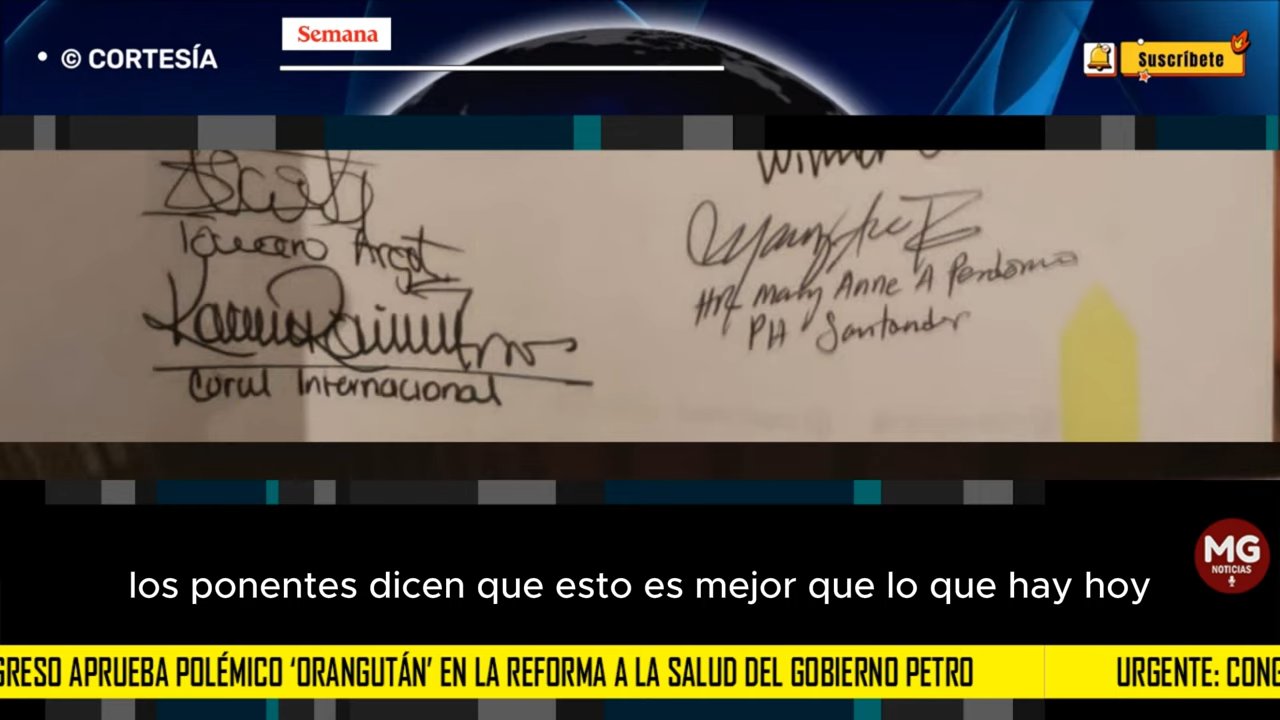 Semana
• © CORTESÍA
Suscríbete
HR Mary Anne A Perdomo
PH Santander
Curul Internacional
MG
NOTICIAS
los ponentes dicen que esto es mejor que lo que hay hoy
GRESO APRUEBA POLÉMICO ‘ORANGUTÁN’ EN LA REFORMA A LA SALUD DEL GOBIERNO PETRO
URGENTE: CONG